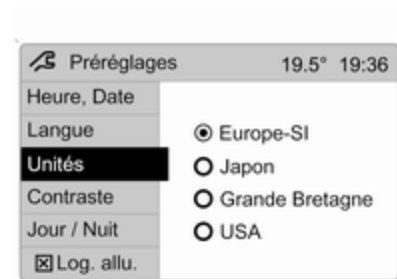 Préréglages 19.5° 19:36
Heure, Date
Langue
Unités
Contraste
Jour / Nuit
Log. allu.
Europe-SI
Japon
Grande Bretagne
USA